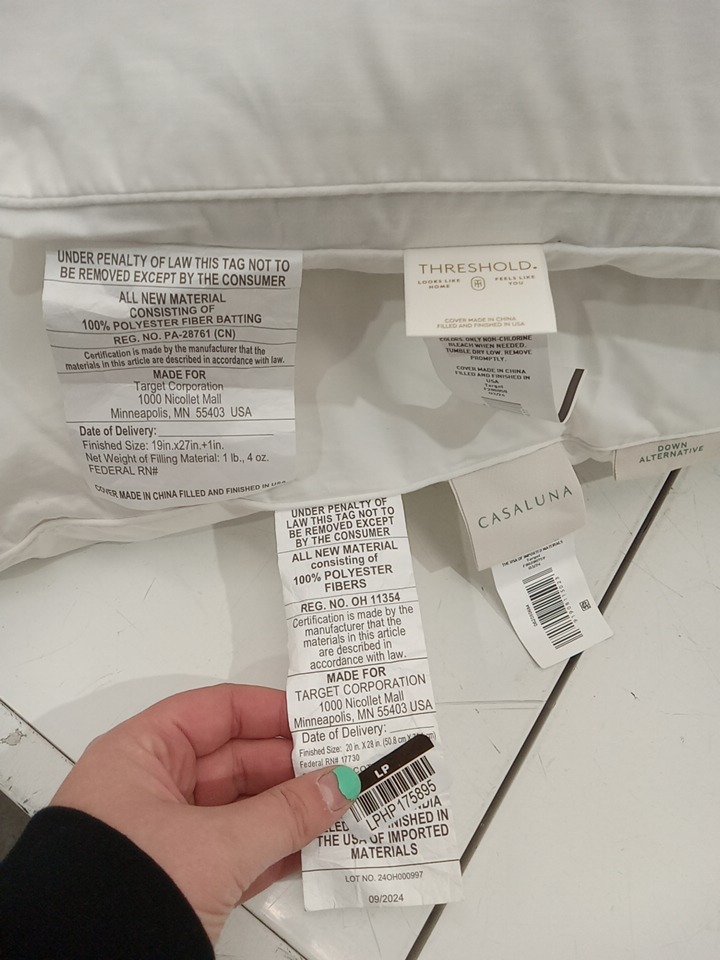 UNDER PENALTY OF LAW THIS TAG NOT TO
BE REMOVED EXCEPT BY THE CONSUMER
ALL NEW MATERIAL
CONSISTING OF
100% POLYESTER FIBER BATTING
REG. NO. PA-28761 (CN)
Certification is made by the manufacturer that the
materials in this article are described in accordance with law.
MADE FOR
Target Corporation
1000 Nicollet Mall
Minneapolis, MN 55403 USA
Date of Delivery:
Finished Size: 19in.x27in.+1in.
Net Weight of Filling Material: 1 lb., 4 oz.
FEDERAL RN#
COVER MADE IN CHINA FILLED AND FINISHED IN USA
THRESHOLD.
LOOKS LIKE HOME
FEELS LIKE YOU
COVER MADE IN CHINA
FILLED AND FINISHED IN USA
COLORS. ONLY NON-CHLORINE
BLEACH WHEN NEEDED.
TUMBLE DRY LOW. REMOVE
PROMPTLY.
COVER MADE IN CHINA
FILLED AND FINISHED IN
USA
Target
DOWN
ALTERNATIVE
CASALUNA
THE USA OF IMPORTED MATERIALS
Target
UNDER PENALTY OF
LAW THIS TAG NOT TO
BE REMOVED EXCEPT
BY THE CONSUMER
ALL NEW MATERIAL
consisting of
100% POLYESTER
FIBERS
REG. NO. OH 11354
Certification is made by the
manufacturer that the
materials in this article
are described in
accordance with law.
MADE FOR
TARGET CORPORATION
1000 Nicollet Mall
Minneapolis, MN 55403 USA
Date of Delivery:
Finished Size: 20 in. X 28 in. (50.8 cm X
Federal RN# 17730
LP
LPHP175895
THE USA OF IMPORTED
MATERIALS
LOT NO. 24OH000997
09/2024